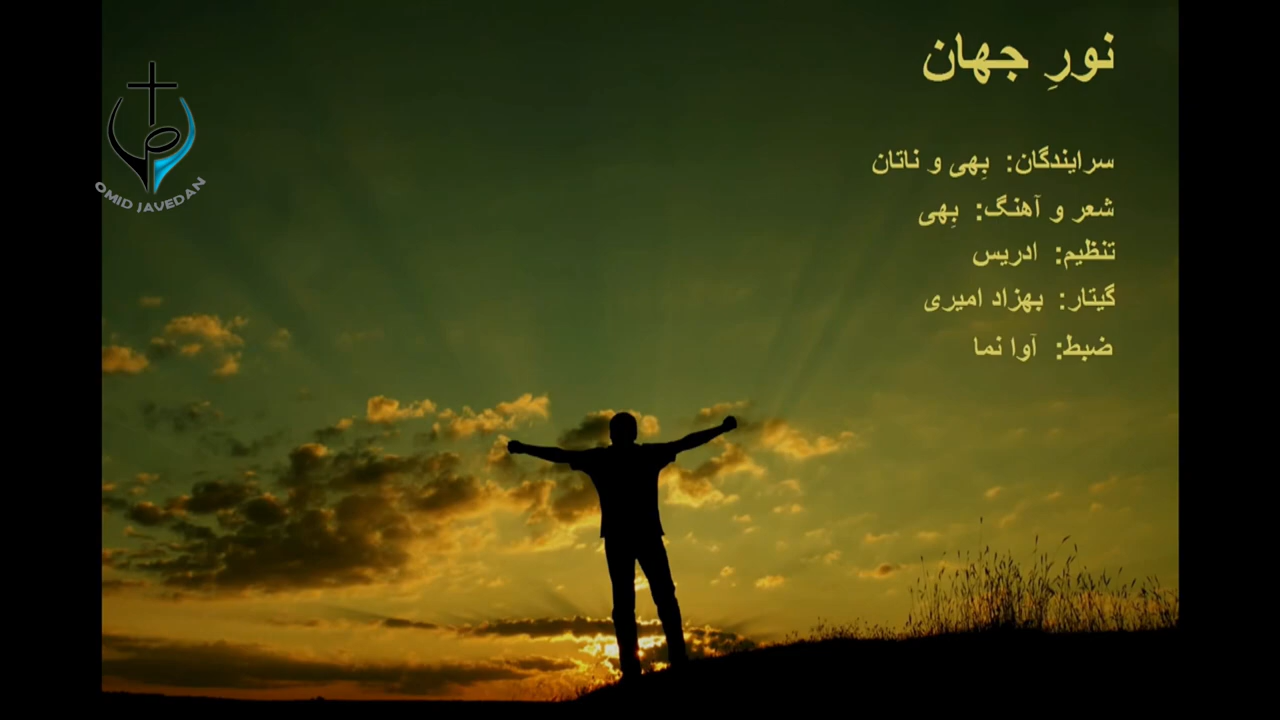 نورِ جهان
سرایندگان: بِهی و ناتان
شعر و آهنگ: بِهی
تنظیم: ادریس
گیتار: بهزاد امیری
ضبط: آوا نما
OMID JAVEDAN